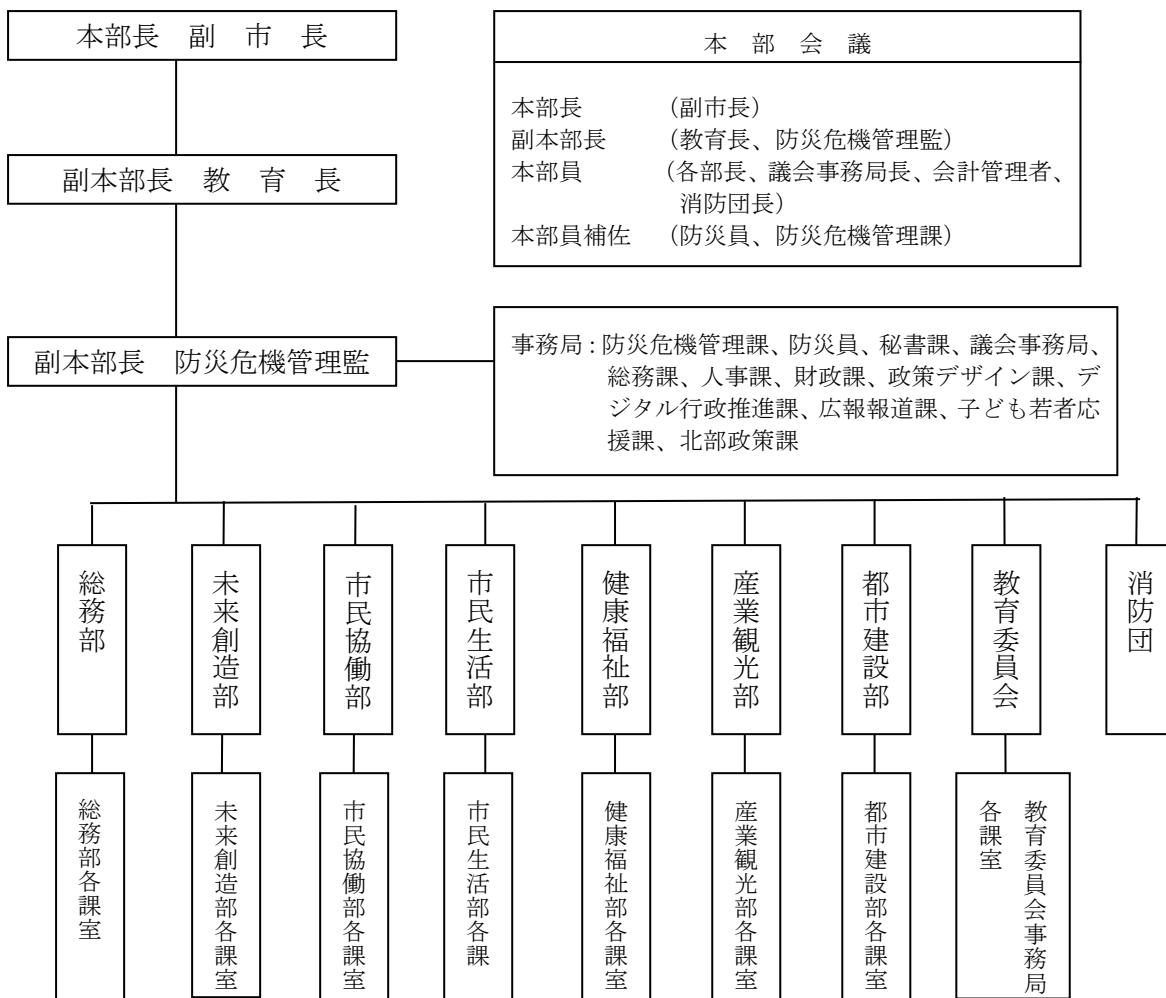 本部長 副 市 長
本 部 会 議
本部長 （副市長）
副本部長 （教育長、防災危機管理監）
本部員 （各部長、議会事務局長、会計管理者、
消防団長）
本部員補佐 （防災員、防災危機管理課）
副本部長 教 育 長
副本部長 防災危機管理監
事務局：防災危機管理課、防災員、秘書課、議会事務局、
総務課、人事課、財政課、政策デザイン課、デ
ジタル行政推進課、広報報道課、子ども若者応
援課、北部政策課
総務部
未来創造部
市民協働部
市民生活部
健康福祉部
産業観光部
都市建設部
教育委員会
消防団
総務部各課室
未来創造部各課室
市民協働部各課室
市民生活部各課
健康福祉部各課室
産業観光部各課室
都市建設部各課室
教育委員会事務局
各課室